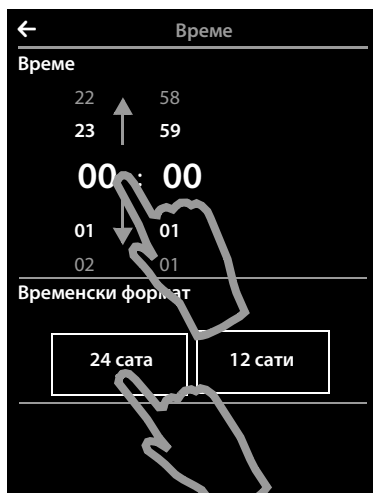 Време
Време
22 58
23 59
00 : 00
01 01
02 01
Временски формат
24 сата 12 сати